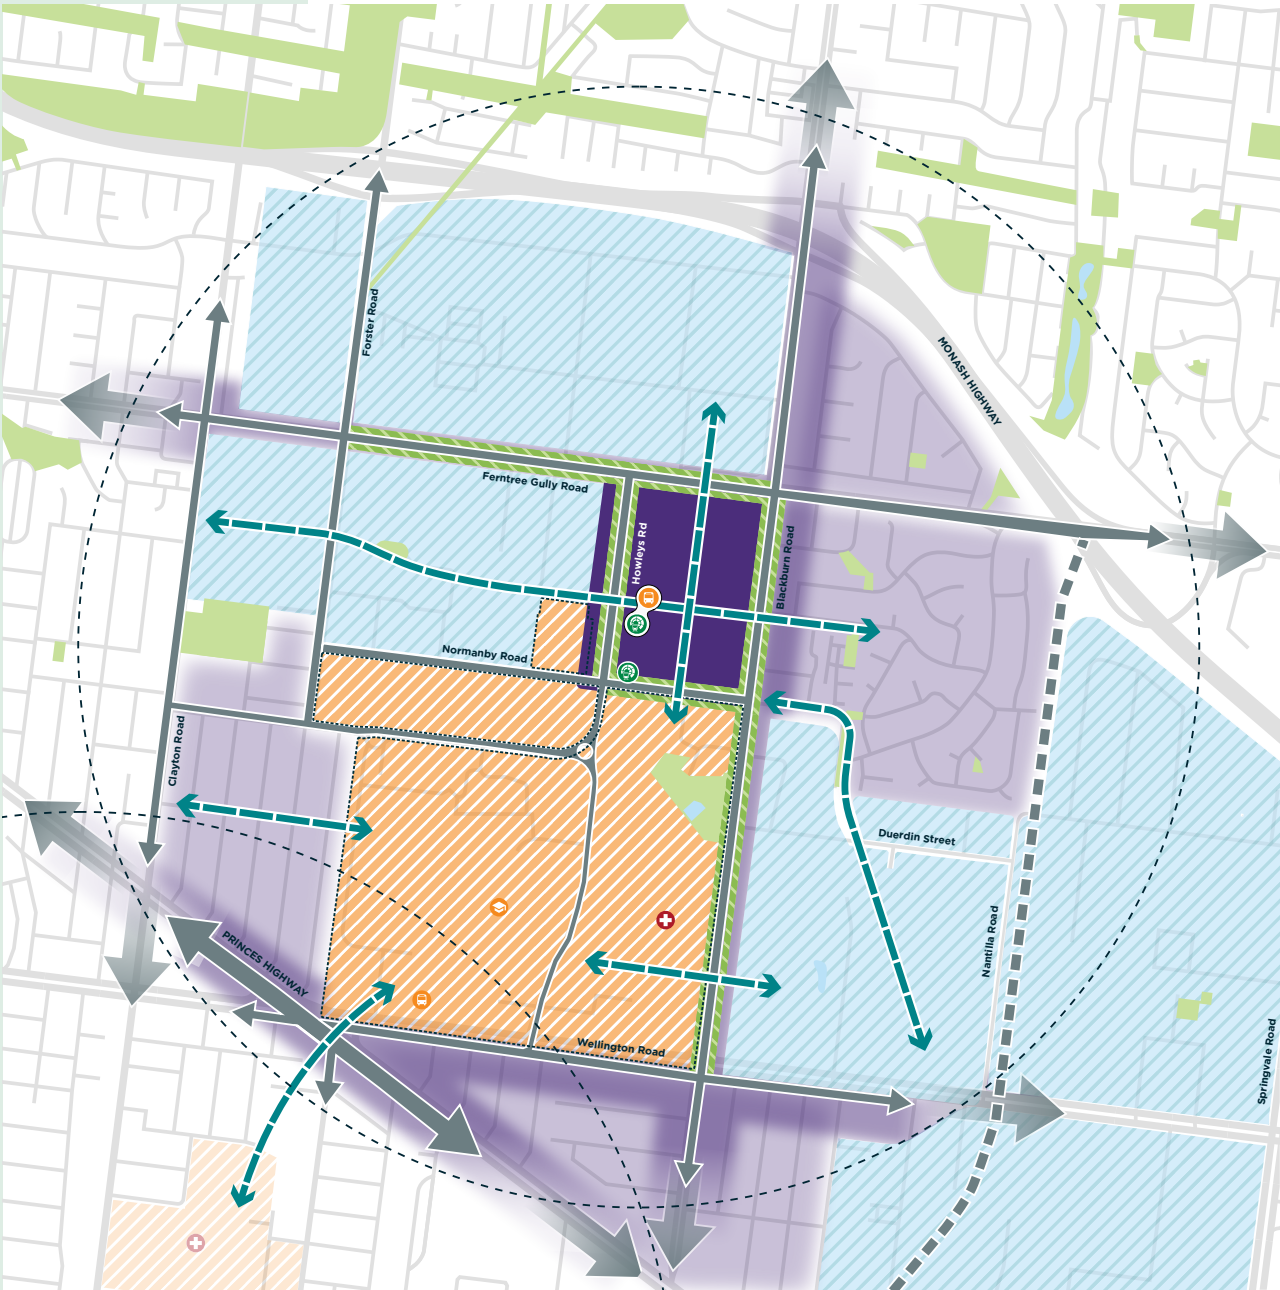 Forster Road
MONASH HIGHWAY
Ferntree Gully Road
Howleys Rd
Blackburn Road
Normanby Road
Clayton Road
Duerdin Street
Nantilla Road
PRINCES HIGHWAY
Wellington Road
Springvale Road